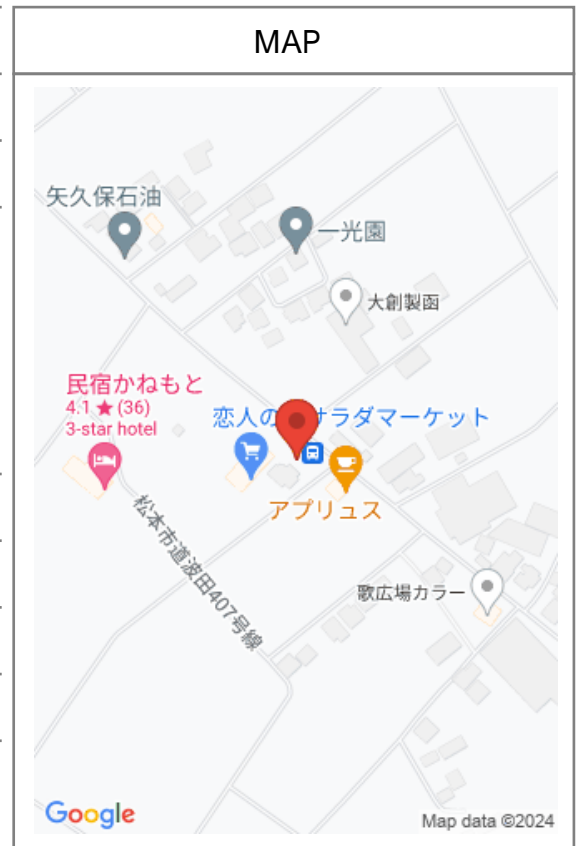 MAP
矢久保石油
一光園
大創製函
民宿かねもと
4.1 ★ (36)
3-star hotel
恋人の サラダマーケット
アプリュス
松本市道波田407号線
歌広場カラー
Google
Map data ©2024